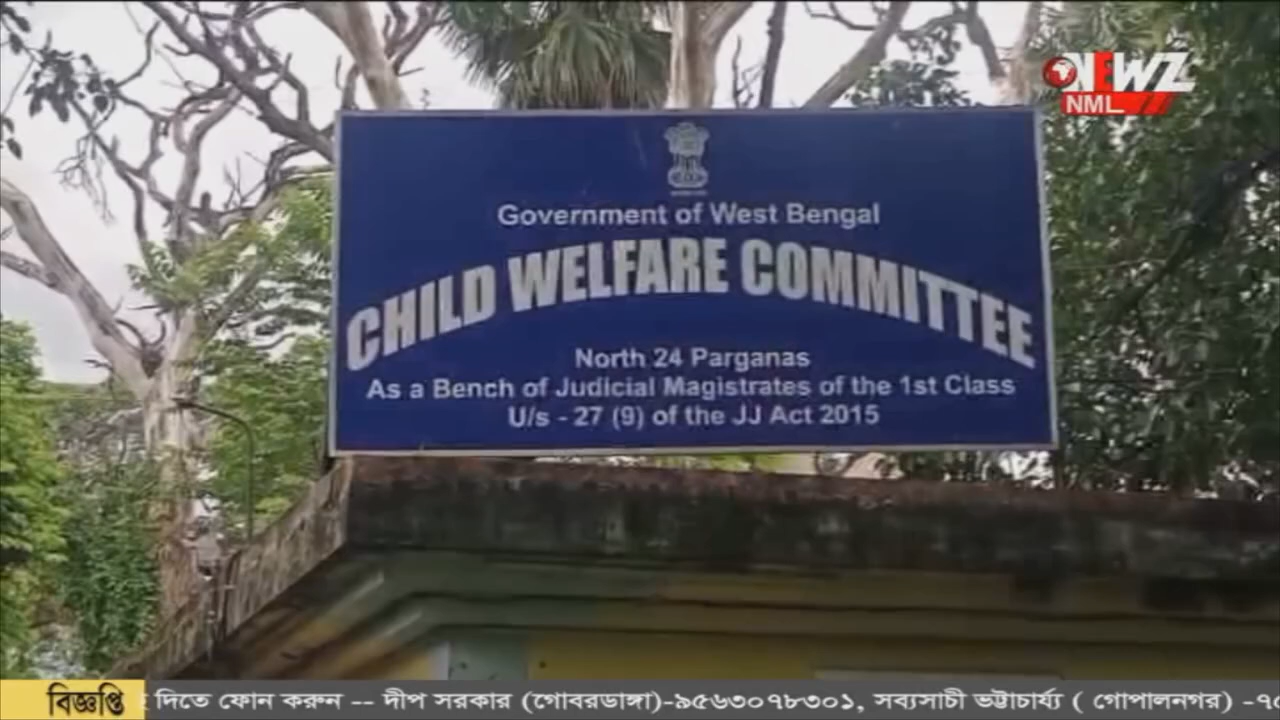 NEWZ
NML
Government of West Bengal
CHILD WELFARE COMMITTEE
North 24 Parganas
As a Bench of Judicial Magistrates of the 1st Class
U/s - 27 (9) of the JJ Act 2015
বিজ্ঞপ্তি দিতে ফোন করুন -- দীপ সরকার (গোবরডাঙ্গা)-৯৫৬৩০৭৮৩০১, সব্যসাচী ভট্টাচার্য্য ( গোপালনগর) -৭